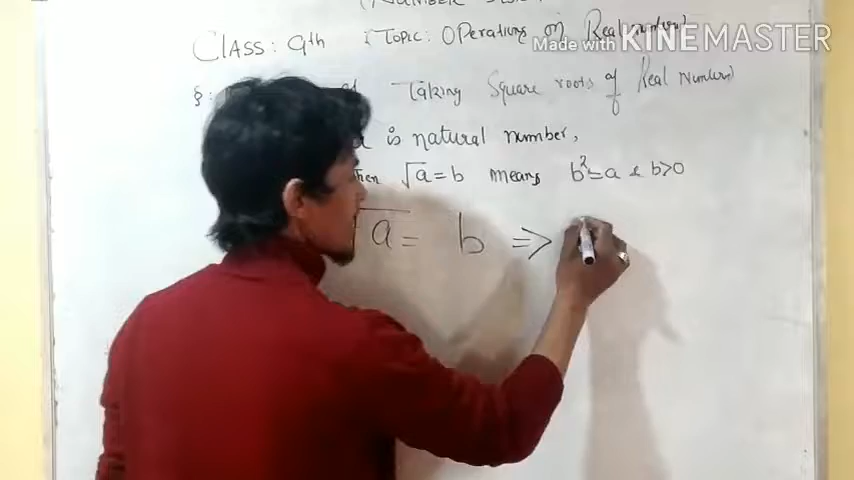 CLASS: 9th TOPIC: Operations on Real numbers
Made with KINEMASTER
Taking Square roots of Real Numbers
is natural number,
then √a = b means b²=a & b>0
√a = b =>